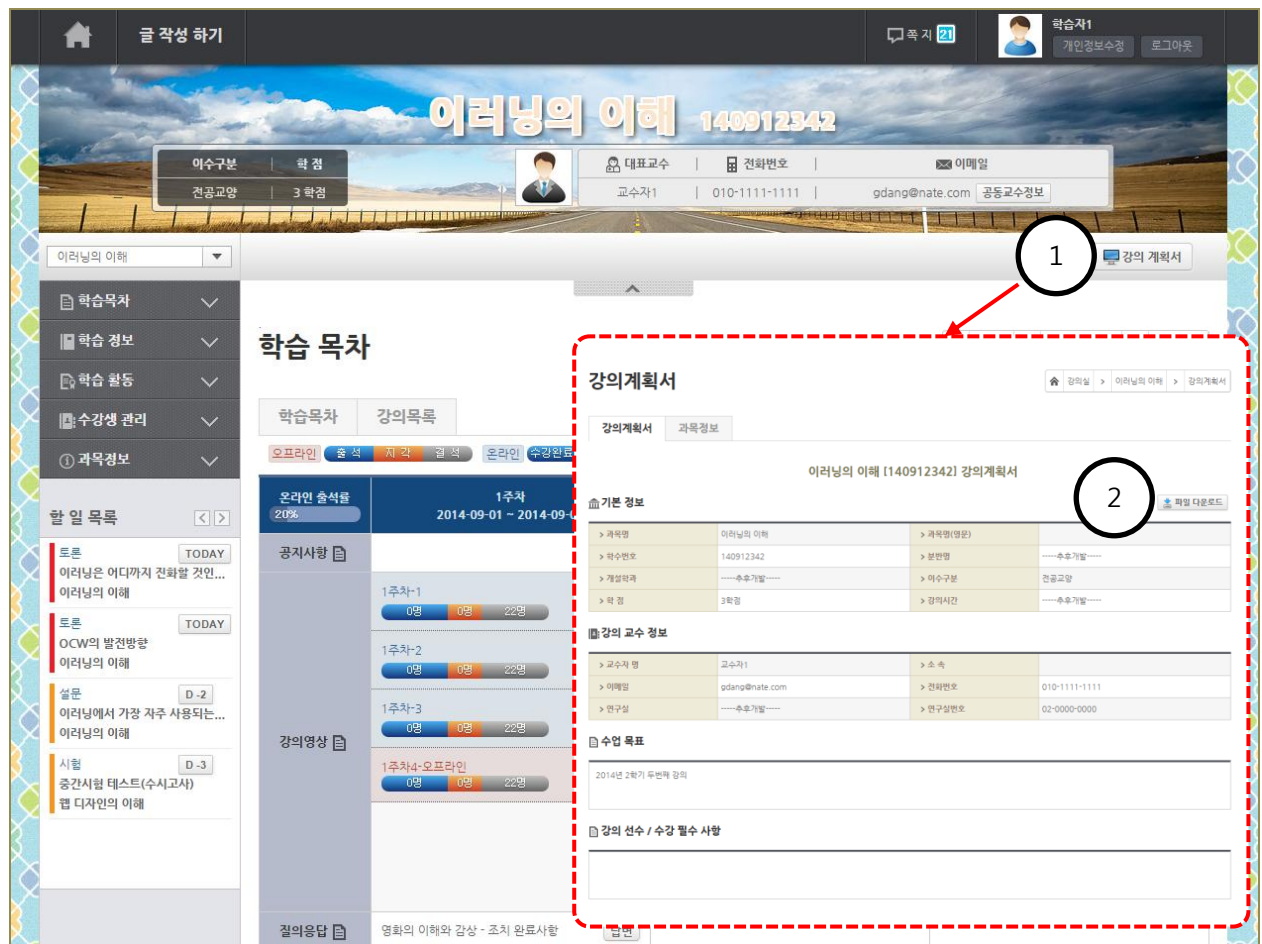 글 작성 하기
쪽 지 21
학습자1
개인정보수정 로그아웃
이러닝의 이해 140912342
이수구분 | 학 점
전공교양 | 3 학점
대표교수 | 전화번호 | 이메일
교수자1 | 010-1111-1111 | gdang@nate.com 공동교수정보
이러닝의 이해
1
강의 계획서
학습목차
학습 정보
학습 활동
수강생 관리
과목정보
할 일 목록
토론 TODAY
이러닝은 어디까지 진화할 것인...
이러닝의 이해
토론 TODAY
OCW의 발전방향
이러닝의 이해
설문 D -2
이러닝에서 가장 자주 사용되는...
이러닝의 이해
시험 D -3
중간시험 테스트(수시고사)
웹 디자인의 이해
학습 목차
학습목차 강의목록
오프라인 출 석 지 각 결 석 온라인 수강완료
온라인 출석률
20%
1주차
2014-09-01 ~ 2014-09-0
공지사항
강의영상
1주차-1
0명 0명 22명
1주차-2
0명 0명 22명
1주차-3
0명 0명 22명
1주차4-오프라인
0명 0명 22명
질의응답
영화의 이해와 감상 - 조치 완료사항 답변
강의계획서
강의실 > 이러닝의 이해 > 강의계획서
강의계획서 과목정보
이러닝의 이해 [140912342] 강의계획서
2
기본 정보
파일 다운로드
> 과목명 이러닝의 이해 > 과목명(영문)
> 학수번호 140912342 > 분반명 -----추후개발-----
> 개설학과 -----추후개발----- > 이수구분 전공교양
> 학 점 3학점 > 강의시간 -----추후개발-----
강의 교수 정보
> 교수자 명 교수자1 > 소 속
> 이메일 gdang@nate.com > 전화번호 010-1111-1111
> 연구실 -----추후개발----- > 연구실번호 02-0000-0000
수업 목표
2014년 2학기 두번째 강의
강의 선수 / 수강 필수 사항